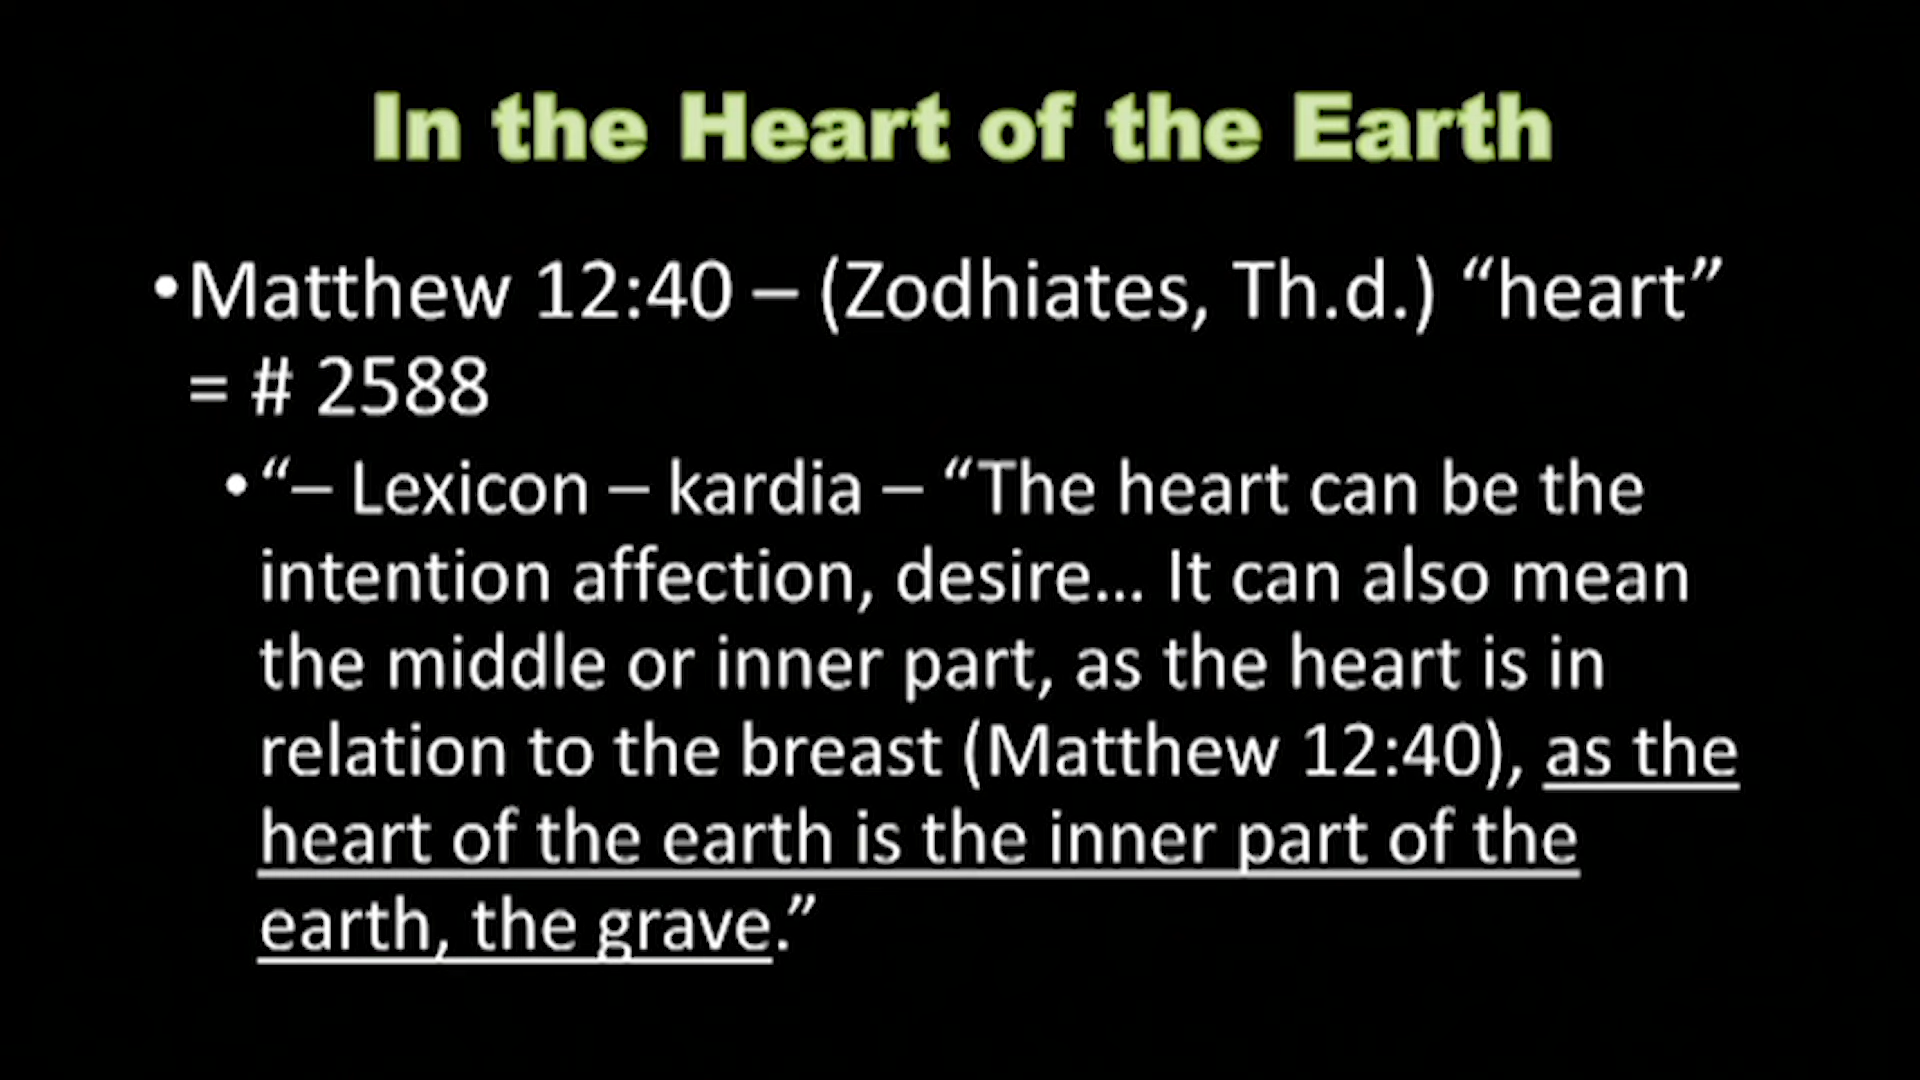 In the Heart of the Earth
•Matthew 12:40 – (Zodhiates, Th.d.) “heart”
= # 2588
•“– Lexicon – kardia – “The heart can be the
intention affection, desire... It can also mean
the middle or inner part, as the heart is in
relation to the breast (Matthew 12:40), as the
heart of the earth is the inner part of the
earth, the grave.”